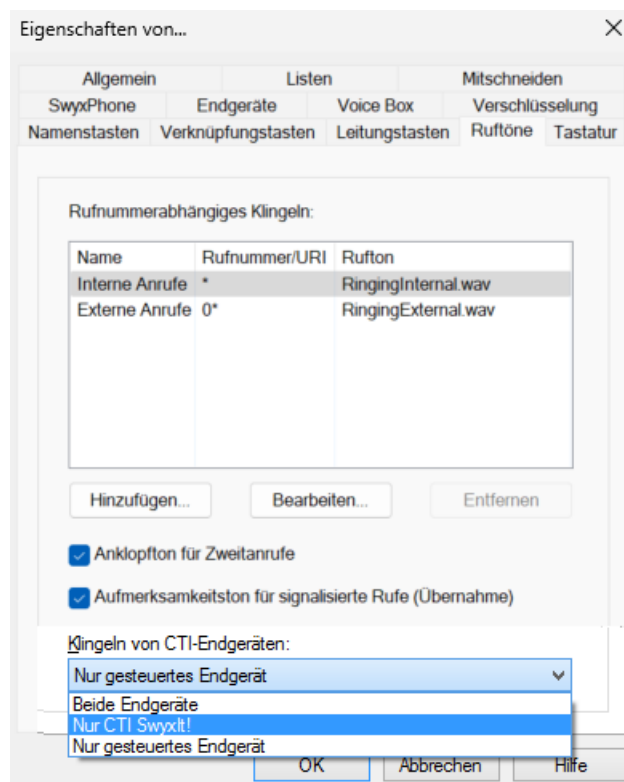 Eigenschaften von...
Allgemein Listen Mitschneiden
SwyxPhone Endgeräte Voice Box Verschlüsselung
Namenstasten Verknüpfungstasten Leitungstasten Ruftöne Tastatur
Rufnummerabhängiges Klingeln:
Name Rufnummer/URI Rufton
Interne Anrufe * RingingInternal.wav
Externe Anrufe 0* RingingExternal.wav
Hinzufügen... Bearbeiten... Entfernen
Anklopfton für Zweitanrufe
Aufmerksamkeitston für signalisierte Rufe (Übernahme)
Klingeln von CTI-Endgeräten:
Nur gesteuertes Endgerät
Beide Endgeräte
Nur CTI SwyxIt!
Nur gesteuertes Endgerät
OK Abbrechen Hilfe